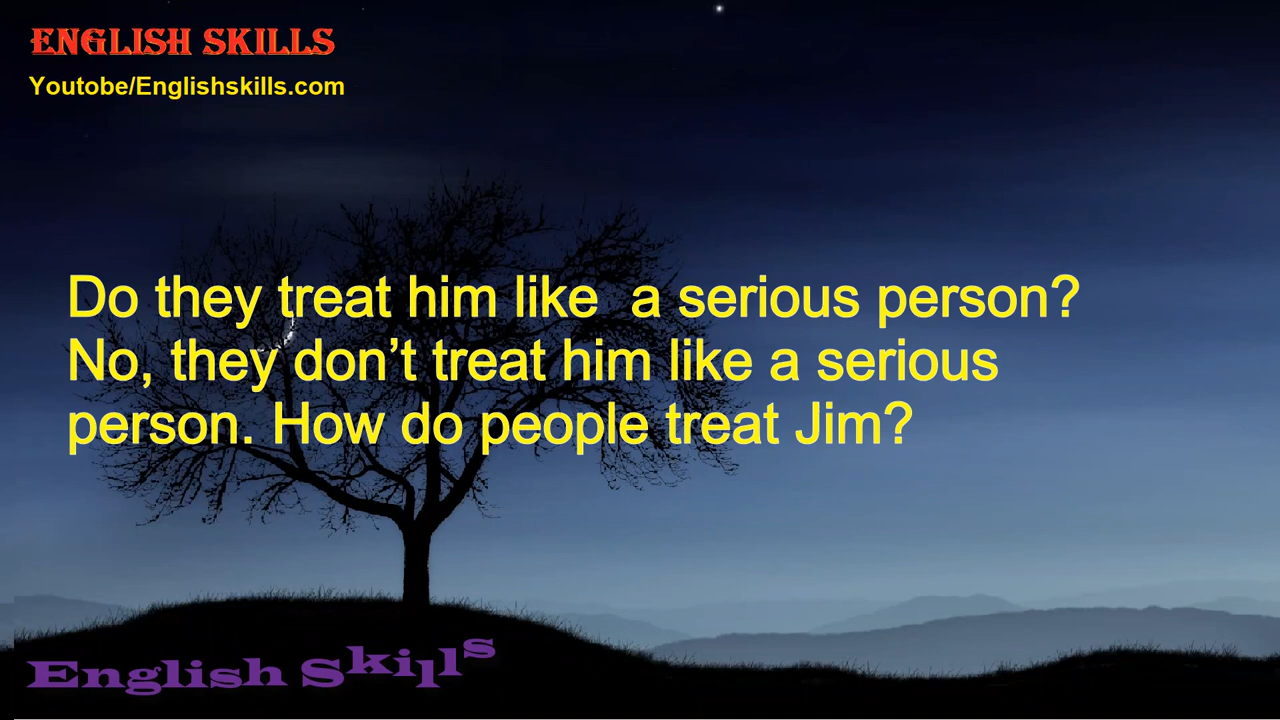 ENGLISH SKILLS
Youtobe/Englishskills.com
Do they treat him like  a serious person?
No, they don’t treat him like a serious
person. How do people treat Jim?
English Skills